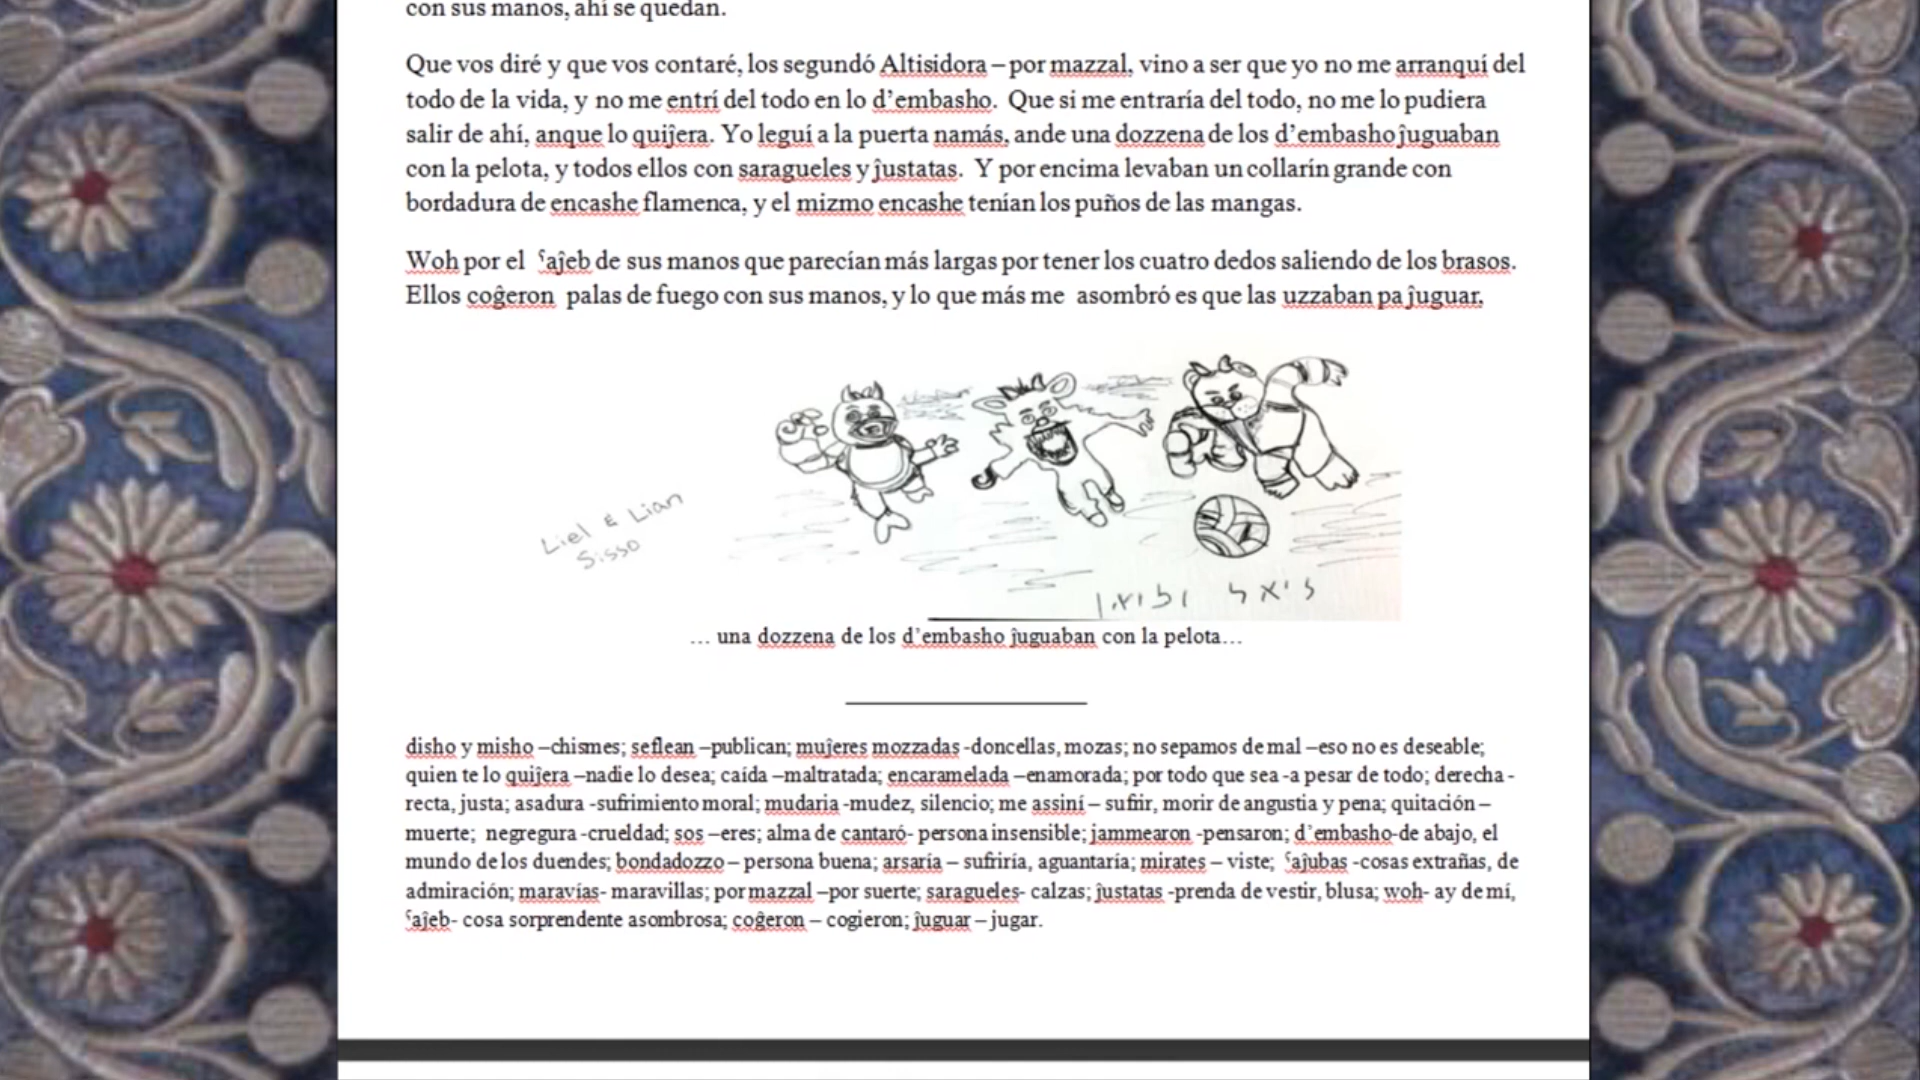 con sus manos, ahí se quedan.
Que vos diré y que vos contaré, los segundó Altisidora – por mazzal, vino a ser que yo no me arranquí del
todo de la vida, y no me entrí del todo en lo d’embasho. Que si me entraría del todo, no me lo pudiera
salir de ahí, anque lo quiĵera. Yo leguí a la puerta namás, ande una dozzena de los d’embasho ĵuguaban
con la pelota, y todos ellos con saragueles y ĵustatas. Y por encima levaban un collarín grande con
bordadura de encashe flamenca, y el mizmo encashe tenían los puños de las mangas.
Woh por el ˁaĵeb de sus manos que parecían más largas por tener los cuatro dedos saliendo de los brasos.
Ellos coĝeron palas de fuego con sus manos, y lo que más me asombró es que las uzzaban pa ĵuguar.
Liel & Lian
Sisso
ליאל וליאן
… una dozzena de los d’embasho ĵuguaban con la pelota…
disho y misho –chismes; seflean –publican; muĵeres mozzadas -doncellas, mozas; no sepamos de mal –eso no es deseable;
quien te lo quiĵera –nadie lo desea; caída –maltratada; encaramelada –enamorada; por todo que sea -a pesar de todo; derecha -
recta, justa; asadura -sufrimiento moral; mudaria -mudez, silencio; me assiní – sufrir, morir de angustia y pena; quitación –
muerte; negregura -crueldad; sos –eres; alma de cantaró- persona insensible; jammearon -pensaron; d’embasho-de abajo, el
mundo de los duendes; bondadozzo – persona buena; arsaría – sufriría, aguantaría; mirates – viste; ˁaĵubas -cosas extrañas, de
admiración; maravías- maravillas; por mazzal –por suerte; saragueles- calzas; ĵustatas -prenda de vestir, blusa; woh- ay de mí,
ˁaĵeb- cosa sorprendente asombrosa; coĝeron – cogieron; ĵuguar – jugar.